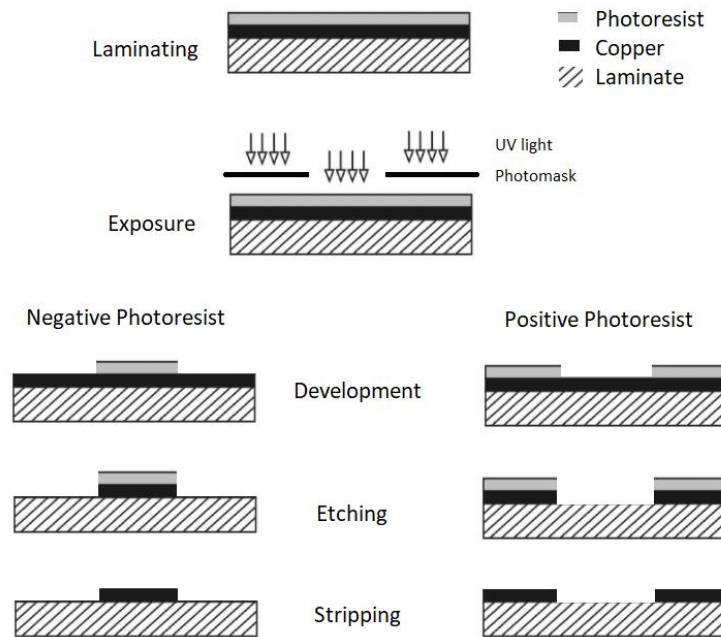 Laminating
Photoresist
Copper
Laminate
UV light
Photomask
Exposure
Negative Photoresist
Positive Photoresist
Development
Etching
Stripping